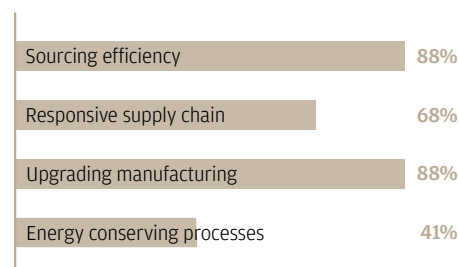 Sourcing efficiency 88%
Responsive supply chain 68%
Upgrading manufacturing 88%
Energy conserving processes 41%